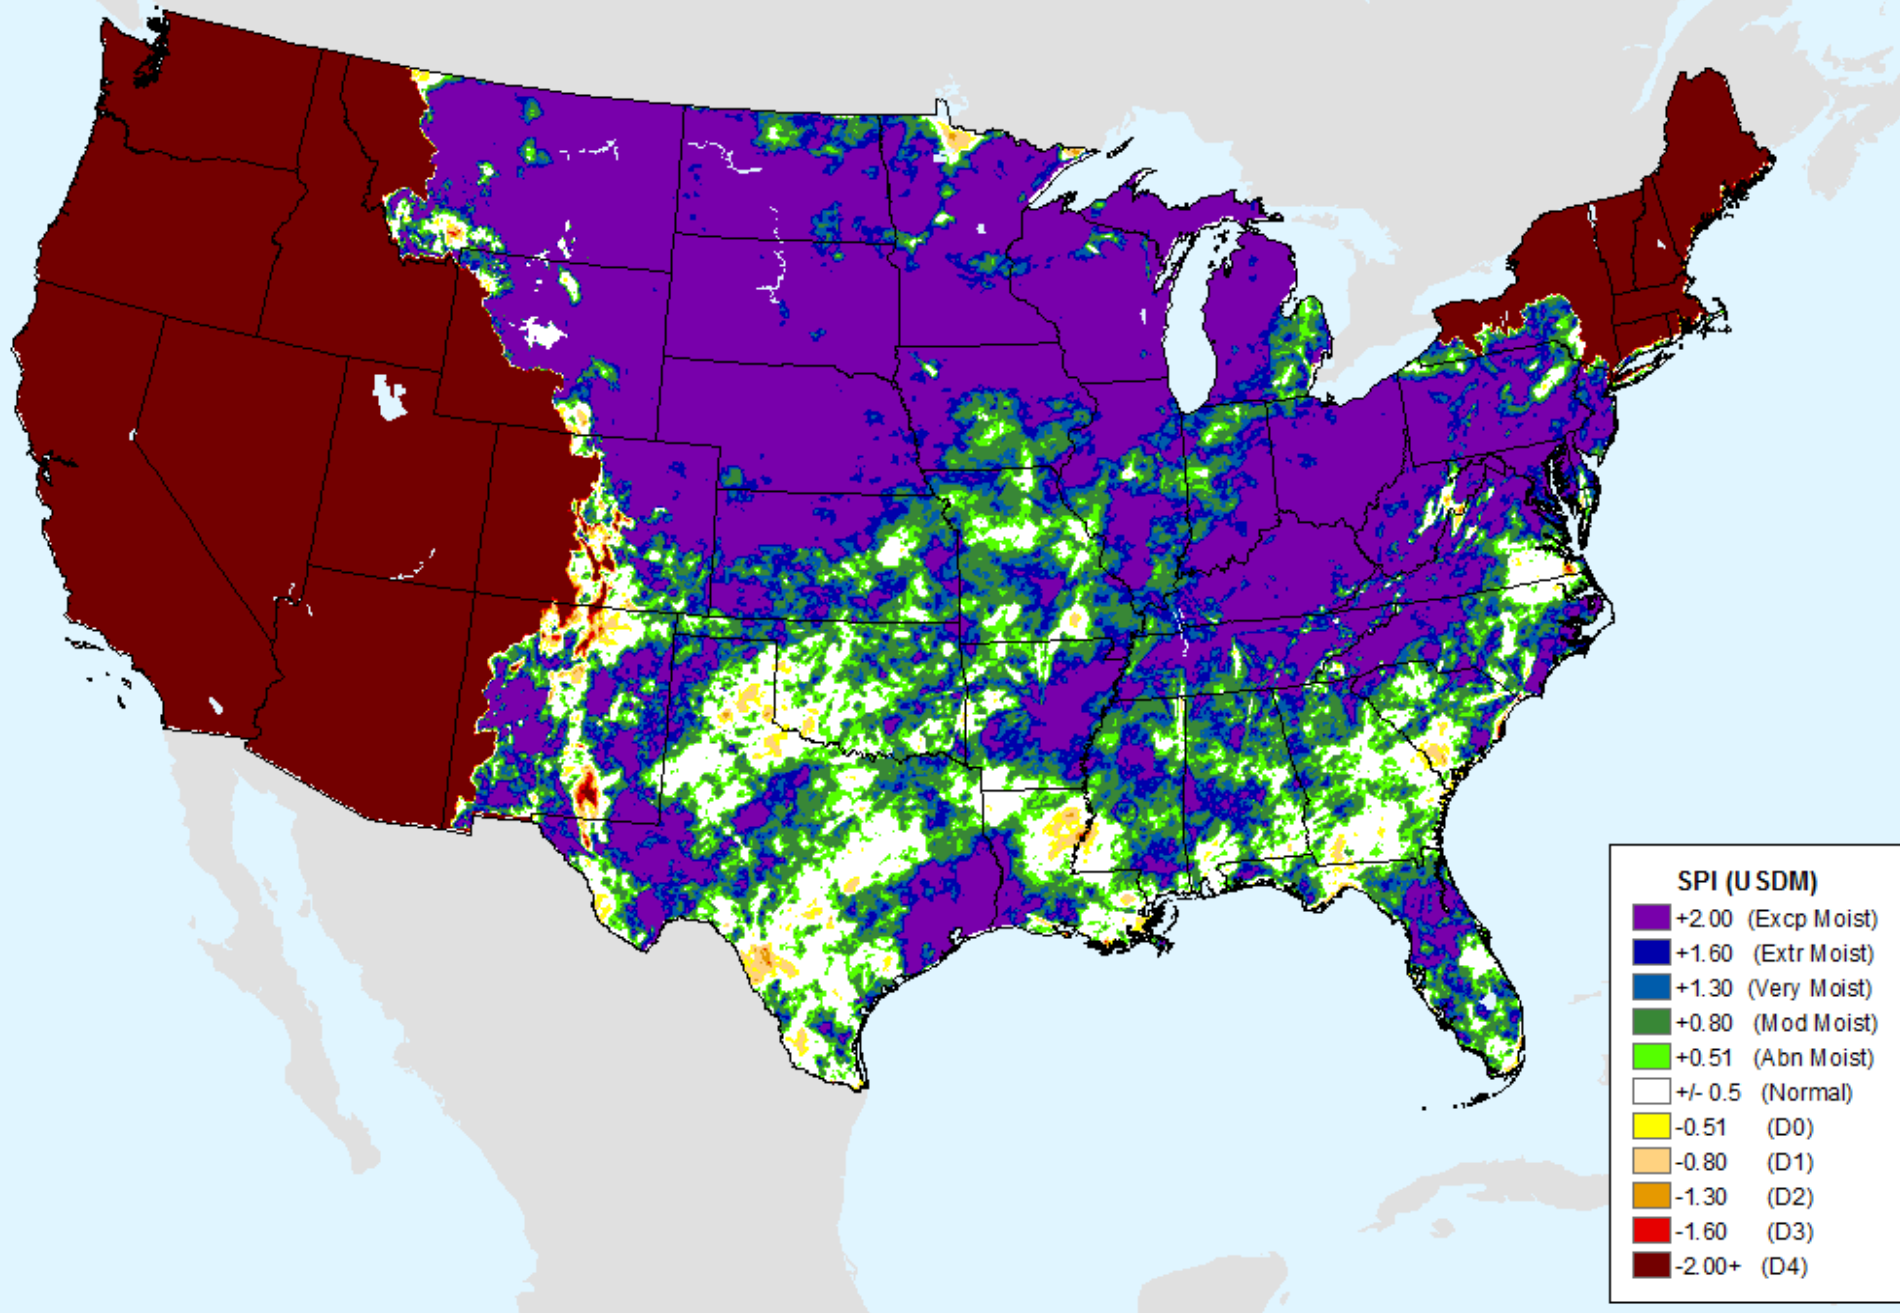 SPI (USDM)
+2.00 (Excp Moist)
+1.60 (Extr Moist)
+1.30 (Very Moist)
+0.80 (Mod Moist)
+0.51 (Abn Moist)
+/- 0.5 (Normal)
-0.51 (D0)
-0.80 (D1)
-1.30 (D2)
-1.60 (D3)
-2.00+ (D4)